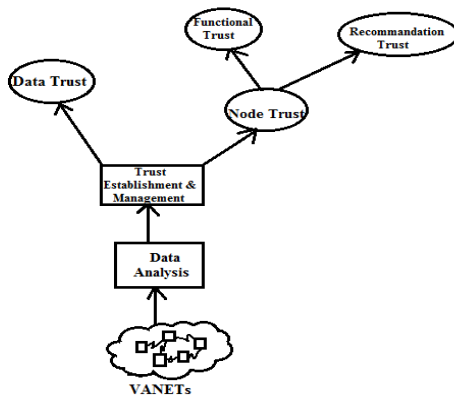 Functional
Trust
Recommandation
Trust
Data Trust
Node Trust
Trust
Establishment &
Management
Data
Analysis
VANETs